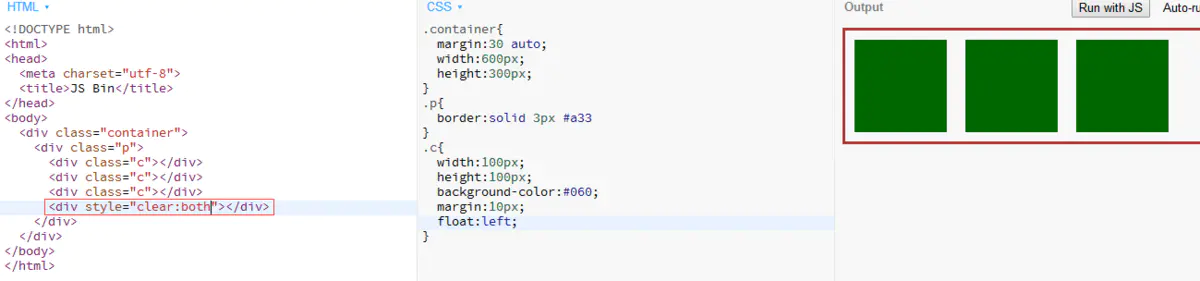 HTML
<!DOCTYPE html>
<html>
<head>
<meta charset="utf-8">
<title>JS Bin</title>
</head>
<body>
<div class="container">
<div class="p">
<div class="c"></div>
<div class="c"></div>
<div class="c"></div>
<div style="clear:both"></div>
</div>
</div>
</body>
</html>
CSS
.container{
margin:30 auto;
width:600px;
height:300px;
}
.p{
border:solid 3px #a33
}
.c{
width:100px;
height:100px;
background-color:#060;
margin:10px;
float:left;
}
Output
Run with JS